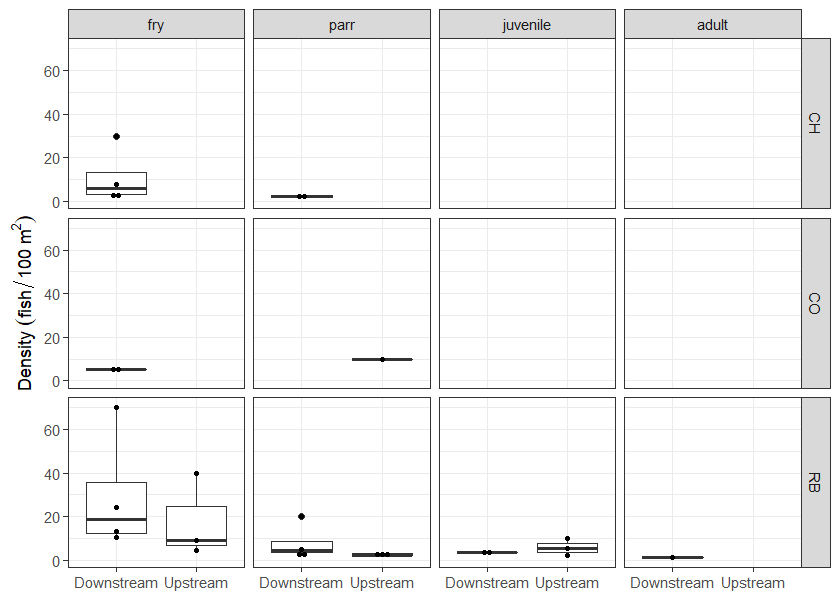 fry parr juvenile adult
60
40
20
0
CH
60
40
20
0
CO
Density (fish/100 m²)
60
40
20
0
RB
Downstream Upstream Downstream Upstream Downstream Upstream Downstream Upstream